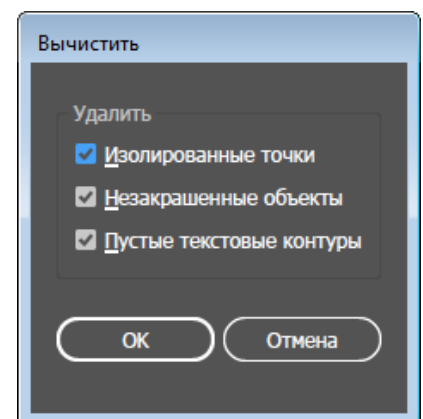 Вычистить
Удалить
Изолированные точки
Незакрашенные объекты
Пустые текстовые контуры
ОК
Отмена